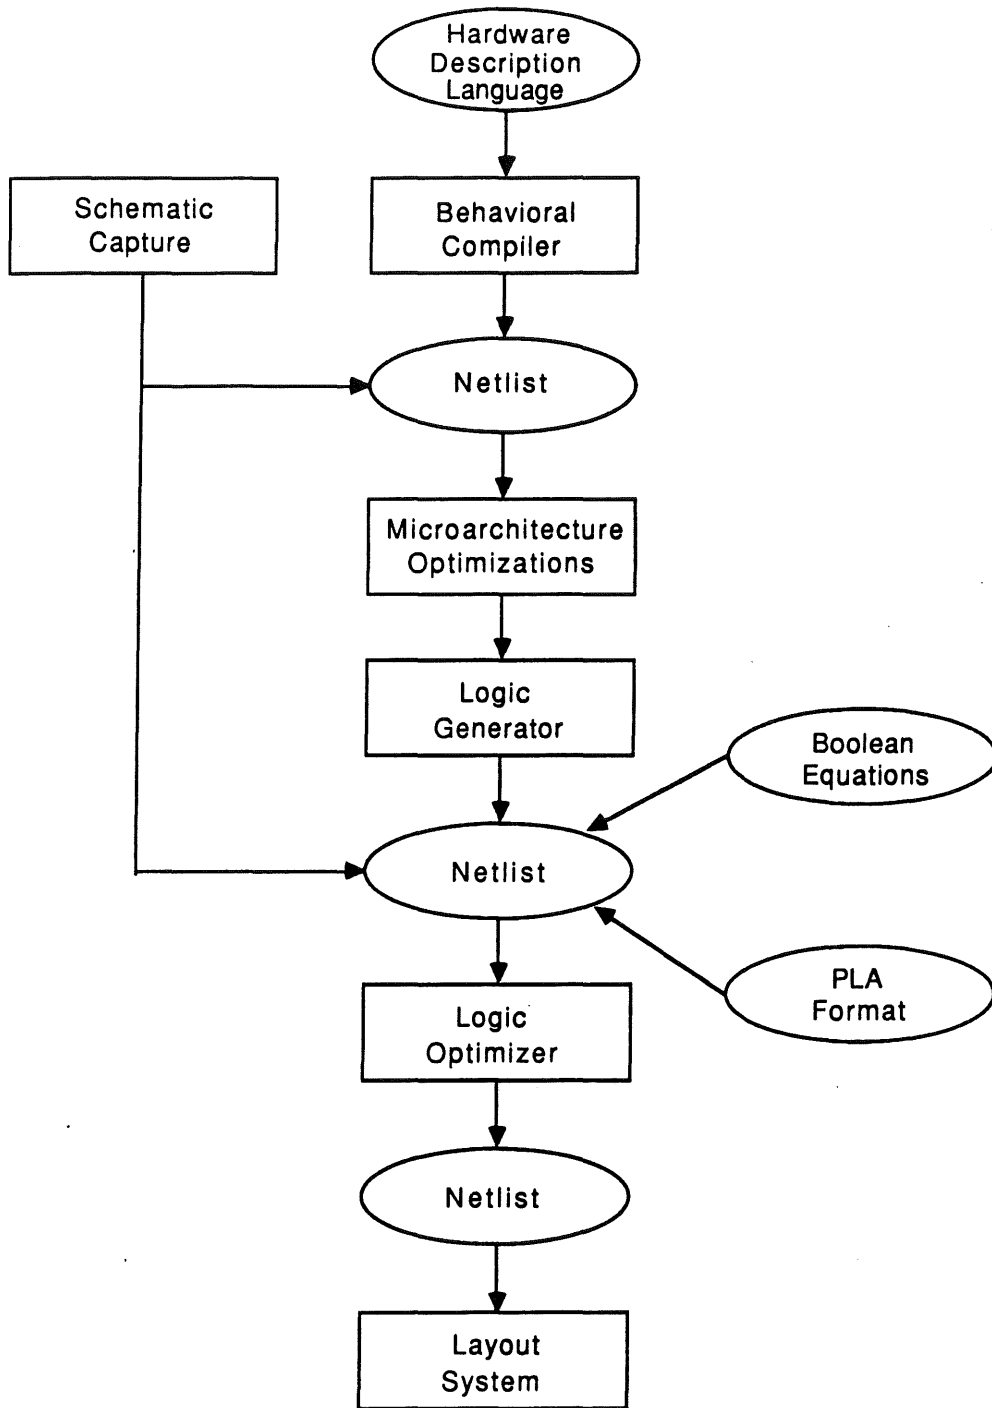 Hardware
Description
Language
Schematic
Capture
Behavioral
Compiler
Netlist
Microarchitecture
Optimizations
Logic
Generator
Boolean
Equations
Netlist
PLA
Format
Logic
Optimizer
Netlist
Layout
System